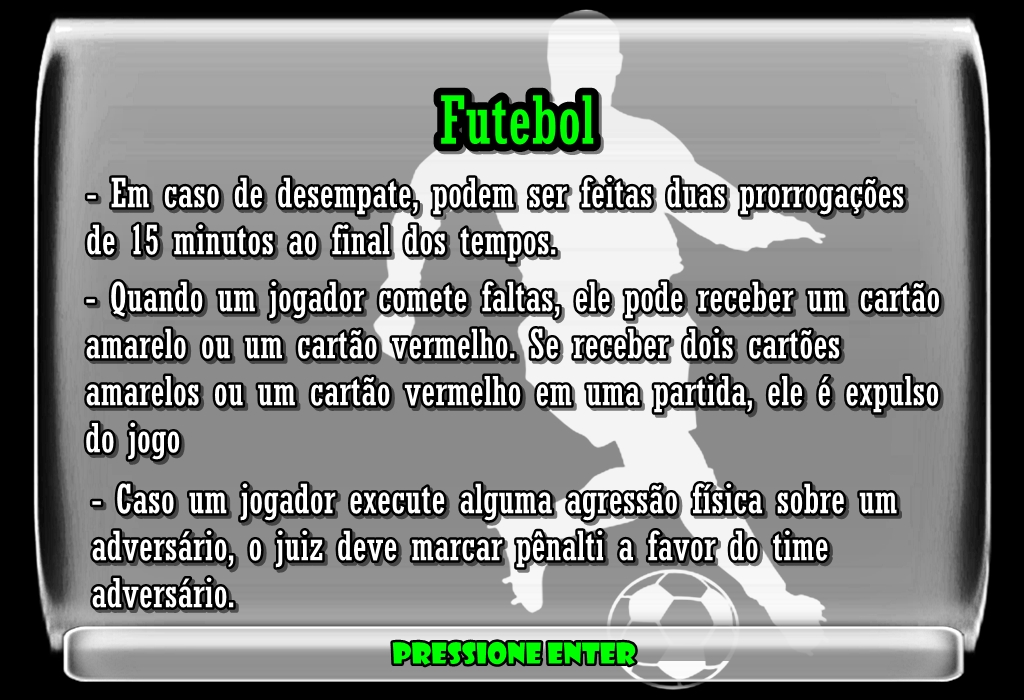 Futebol
- Em caso de desempate, podem ser feitas duas prorrogações
de 15 minutos ao final dos tempos.
- Quando um jogador comete faltas, ele pode receber um cartão
amarelo ou um cartão vermelho. Se receber dois cartões
amarelos ou um cartão vermelho em uma partida, ele é expulso
do jogo
- Caso um jogador execute alguma agressão física sobre um
adversário, o juiz deve marcar pênalti a favor do time
adversário.
PRESSIONE ENTER